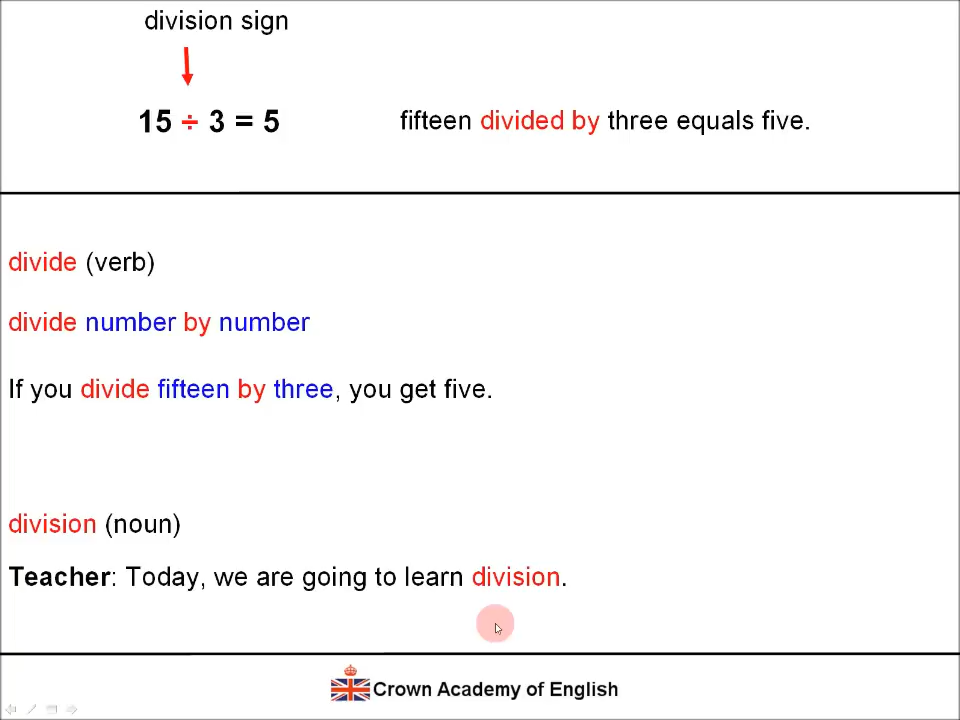 division sign
15 ÷ 3 = 5
fifteen divided by three equals five.
divide (verb)
divide number by number
If you divide fifteen by three, you get five.
division (noun)
Teacher: Today, we are going to learn division.
Crown Academy of English